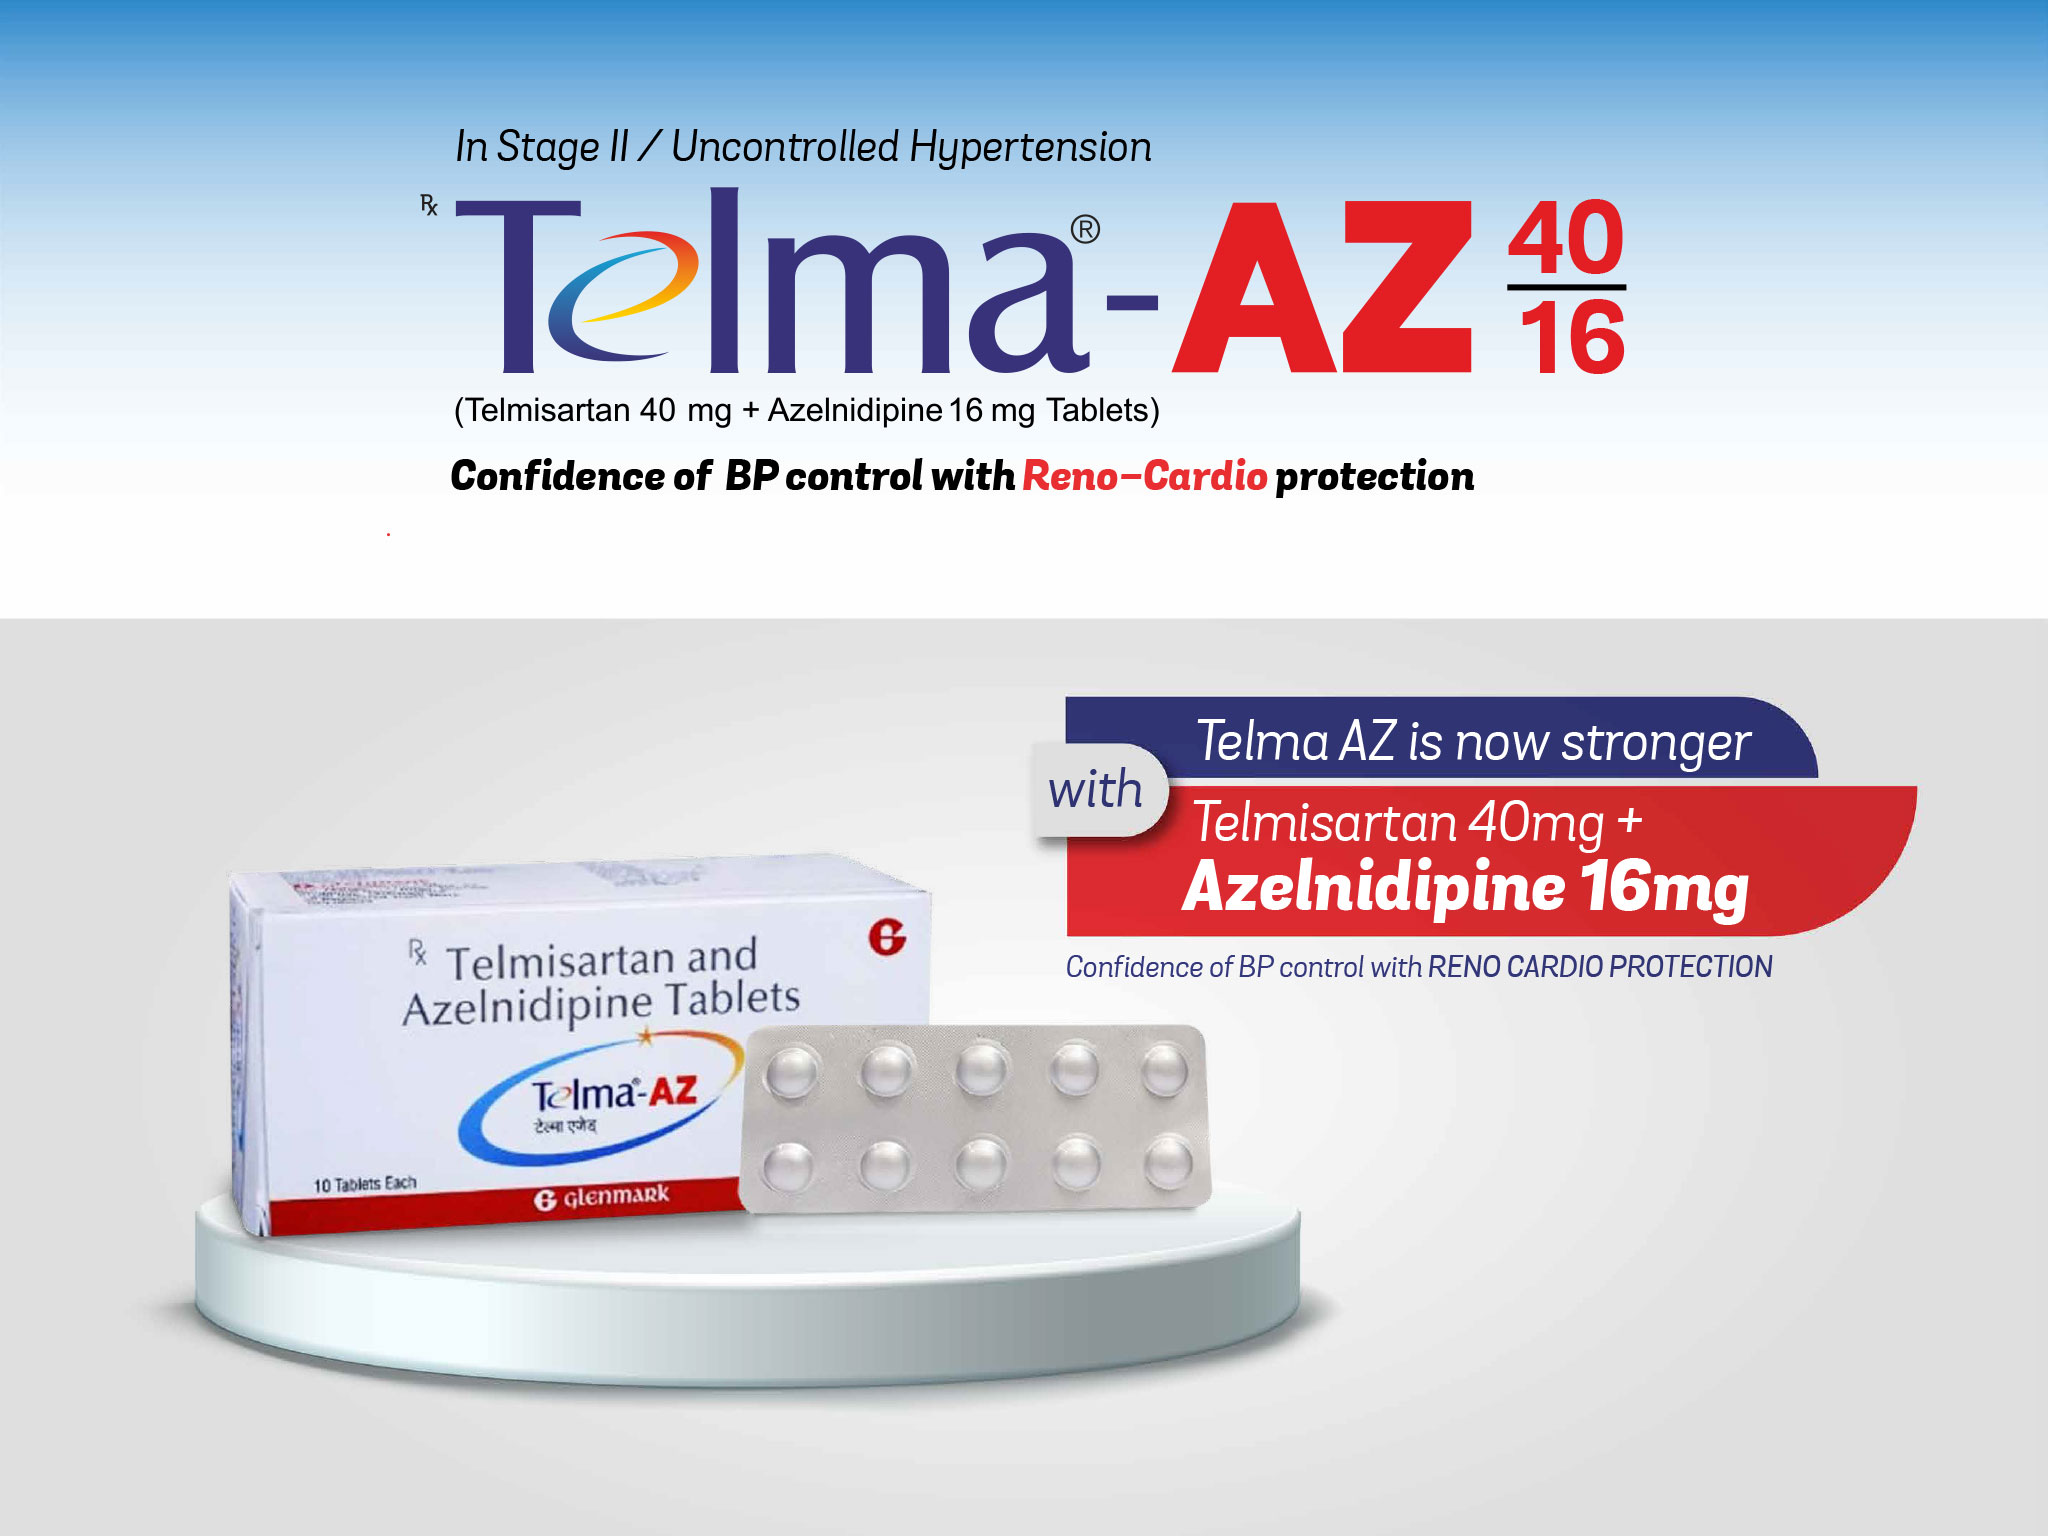 In Stage II / Uncontrolled Hypertension
Rx Telma®-AZ 40
16
(Telmisartan 40 mg + Azelnidipine 16 mg Tablets)
Confidence of BP control with Reno-Cardio protection
Telma AZ is now stronger
with
Telmisartan 40mg +
Azelnidipine 16mg
Confidence of BP control with RENO CARDIO PROTECTION
Rx Telmisartan and
Azelnidipine Tablets
Telma®-AZ
टेल्मा एजेड्
10 Tablets Each
glenmark